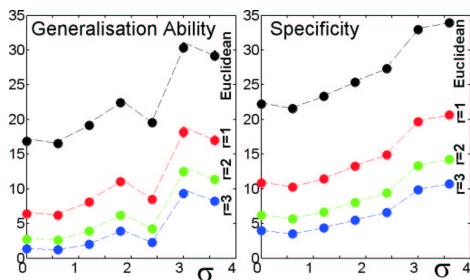 Generalisation Ability
35
30
25
20
15
10
5
0
0 1 2 3 4
σ
Euclidean
r=1
r=2
r=3
Specificity
35
30
25
20
15
10
5
0
0 1 2 3 4
σ
Euclidean
r=1
r=2
r=3